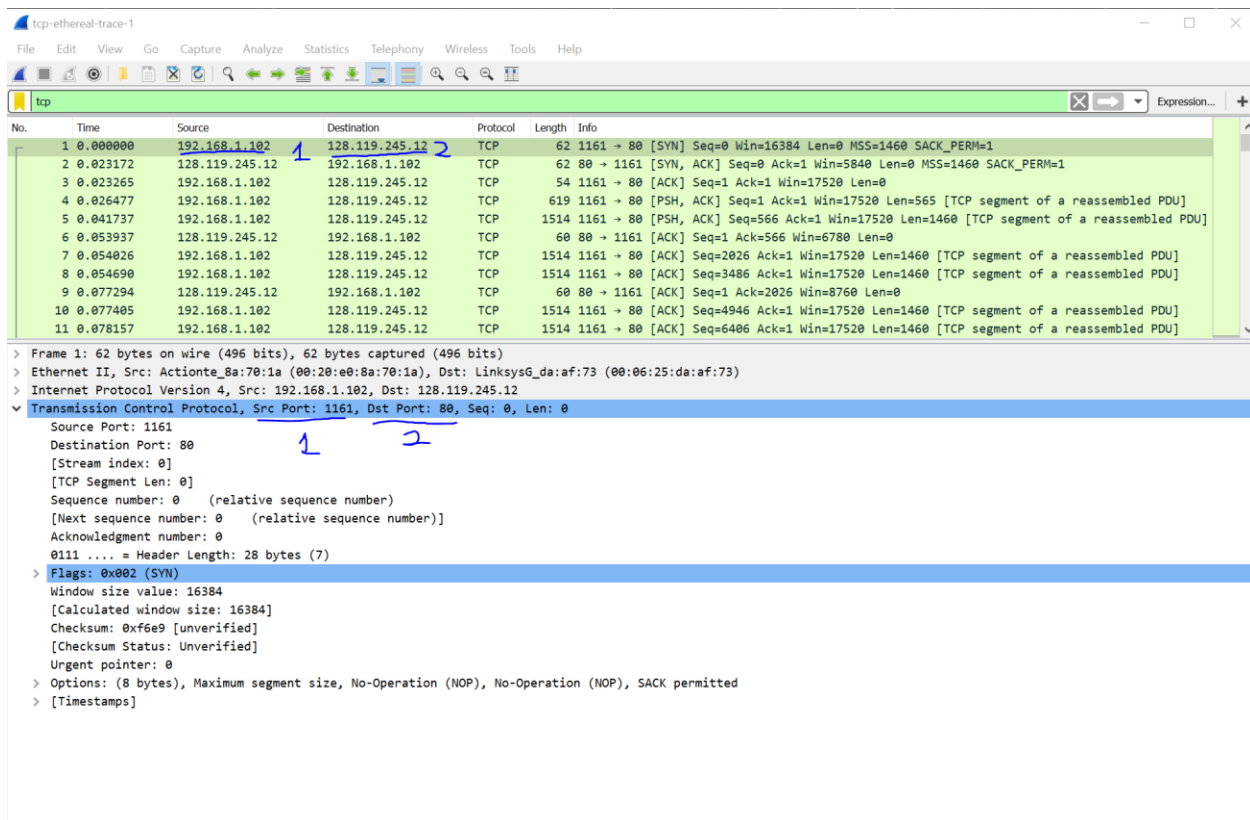 tcp-ethereal-trace-1
File Edit View Go Capture Analyze Statistics Telephony Wireless Tools Help
tcp Expression... +
No. Time Source Destination Protocol Length Info
1 0.000000 192.168.1.102 1 128.119.245.12 2 TCP 62 1161 → 80 [SYN] Seq=0 Win=16384 Len=0 MSS=1460 SACK_PERM=1
2 0.023172 128.119.245.12 192.168.1.102 TCP 62 80 → 1161 [SYN, ACK] Seq=0 Ack=1 Win=5840 Len=0 MSS=1460 SACK_PERM=1
3 0.023265 192.168.1.102 128.119.245.12 TCP 54 1161 → 80 [ACK] Seq=1 Ack=1 Win=17520 Len=0
4 0.026477 192.168.1.102 128.119.245.12 TCP 619 1161 → 80 [PSH, ACK] Seq=1 Ack=1 Win=17520 Len=565 [TCP segment of a reassembled PDU]
5 0.041737 192.168.1.102 128.119.245.12 TCP 1514 1161 → 80 [PSH, ACK] Seq=566 Ack=1 Win=17520 Len=1460 [TCP segment of a reassembled PDU]
6 0.053937 128.119.245.12 192.168.1.102 TCP 60 80 → 1161 [ACK] Seq=1 Ack=566 Win=6780 Len=0
7 0.054026 192.168.1.102 128.119.245.12 TCP 1514 1161 → 80 [ACK] Seq=2026 Ack=1 Win=17520 Len=1460 [TCP segment of a reassembled PDU]
8 0.054690 192.168.1.102 128.119.245.12 TCP 1514 1161 → 80 [ACK] Seq=3486 Ack=1 Win=17520 Len=1460 [TCP segment of a reassembled PDU]
9 0.077294 128.119.245.12 192.168.1.102 TCP 60 80 → 1161 [ACK] Seq=1 Ack=2026 Win=8760 Len=0
10 0.077405 192.168.1.102 128.119.245.12 TCP 1514 1161 → 80 [ACK] Seq=4946 Ack=1 Win=17520 Len=1460 [TCP segment of a reassembled PDU]
11 0.078157 192.168.1.102 128.119.245.12 TCP 1514 1161 → 80 [ACK] Seq=6406 Ack=1 Win=17520 Len=1460 [TCP segment of a reassembled PDU]
Frame 1: 62 bytes on wire (496 bits), 62 bytes captured (496 bits)
Ethernet II, Src: Actionte_8a:70:1a (00:20:e0:8a:70:1a), Dst: LinksysG_da:af:73 (00:06:25:da:af:73)
Internet Protocol Version 4, Src: 192.168.1.102, Dst: 128.119.245.12
Transmission Control Protocol, Src Port: 1161, Dst Port: 80, Seq: 0, Len: 0
Source Port: 1161
Destination Port: 80
1 2
[Stream index: 0]
[TCP Segment Len: 0]
Sequence number: 0 (relative sequence number)
[Next sequence number: 0 (relative sequence number)]
Acknowledgment number: 0
0111 .... = Header Length: 28 bytes (7)
Flags: 0x002 (SYN)
Window size value: 16384
[Calculated window size: 16384]
Checksum: 0xf6e9 [unverified]
[Checksum Status: Unverified]
Urgent pointer: 0
Options: (8 bytes), Maximum segment size, No-Operation (NOP), No-Operation (NOP), SACK permitted
[Timestamps]